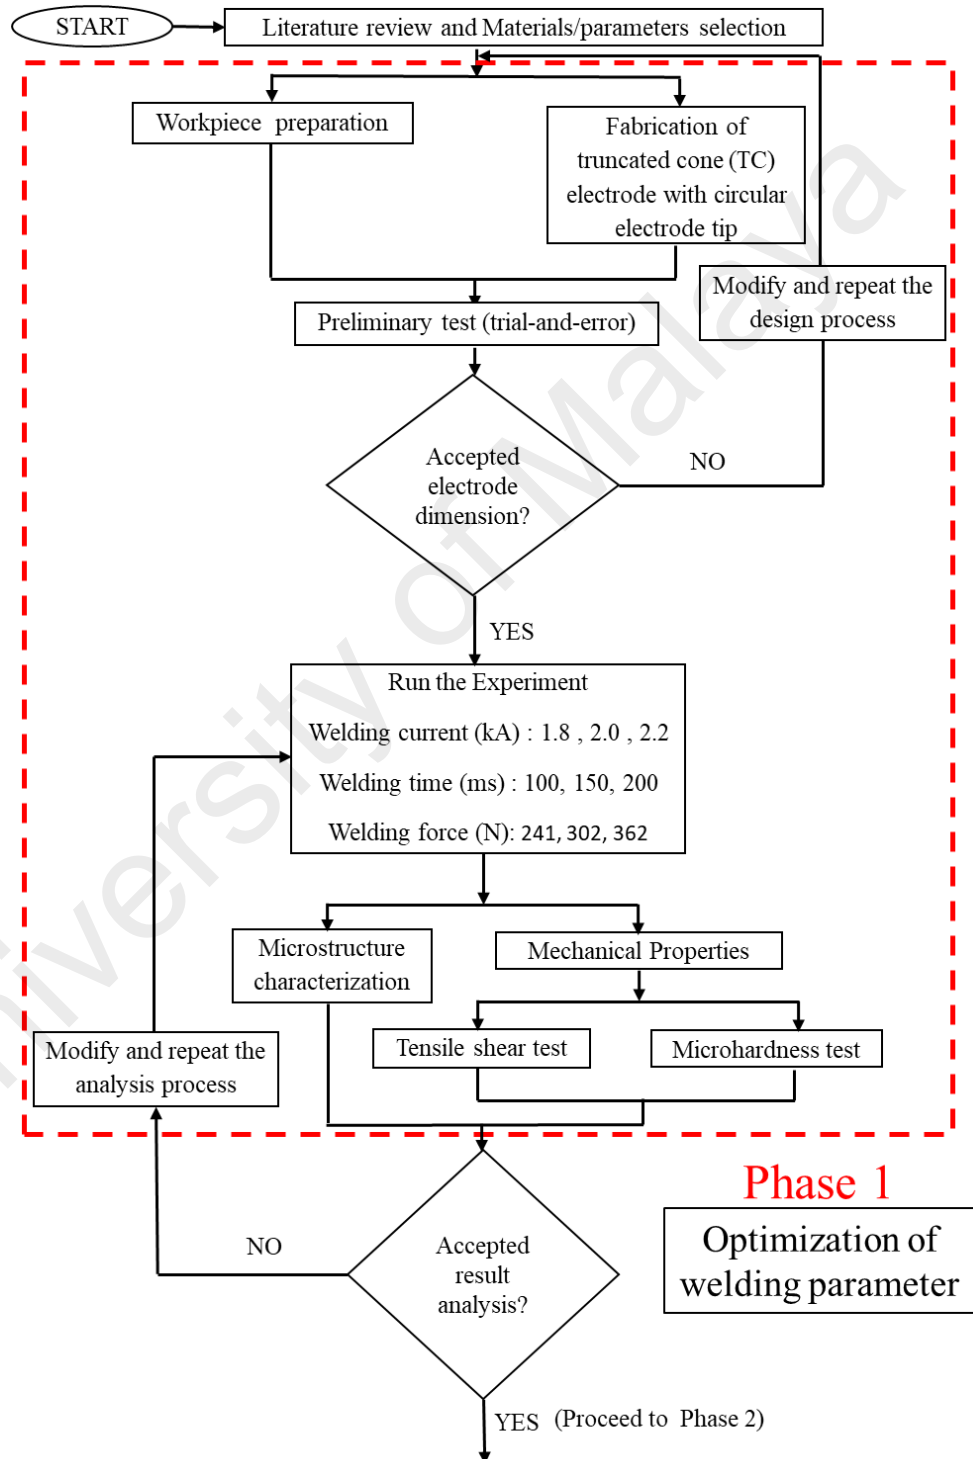 START
Literature review and Materials/parameters selection
Workpiece preparation
Fabrication of
truncated cone (TC)
electrode with circular
electrode tip
Modify and repeat the
design process
Preliminary test (trial-and-error)
Accepted
electrode
dimension?
NO
YES
Run the Experiment
Welding current (kA) : 1.8 , 2.0 , 2.2
Welding time (ms) : 100, 150, 200
Welding force (N): 241, 302, 362
Microstructure
characterization
Mechanical Properties
Tensile shear test
Microhardness test
Modify and repeat the
analysis process
Phase 1
Optimization of
welding parameter
NO
Accepted
result
analysis?
YES (Proceed to Phase 2)
University of Malaya